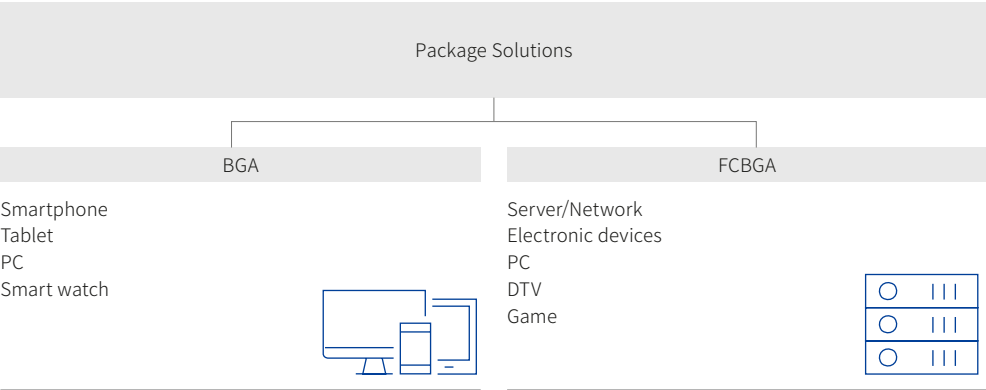 Package Solutions
BGA
Smartphone
Tablet
PC
Smart watch
FCBGA
Server/Network
Electronic devices
PC
DTV
Game